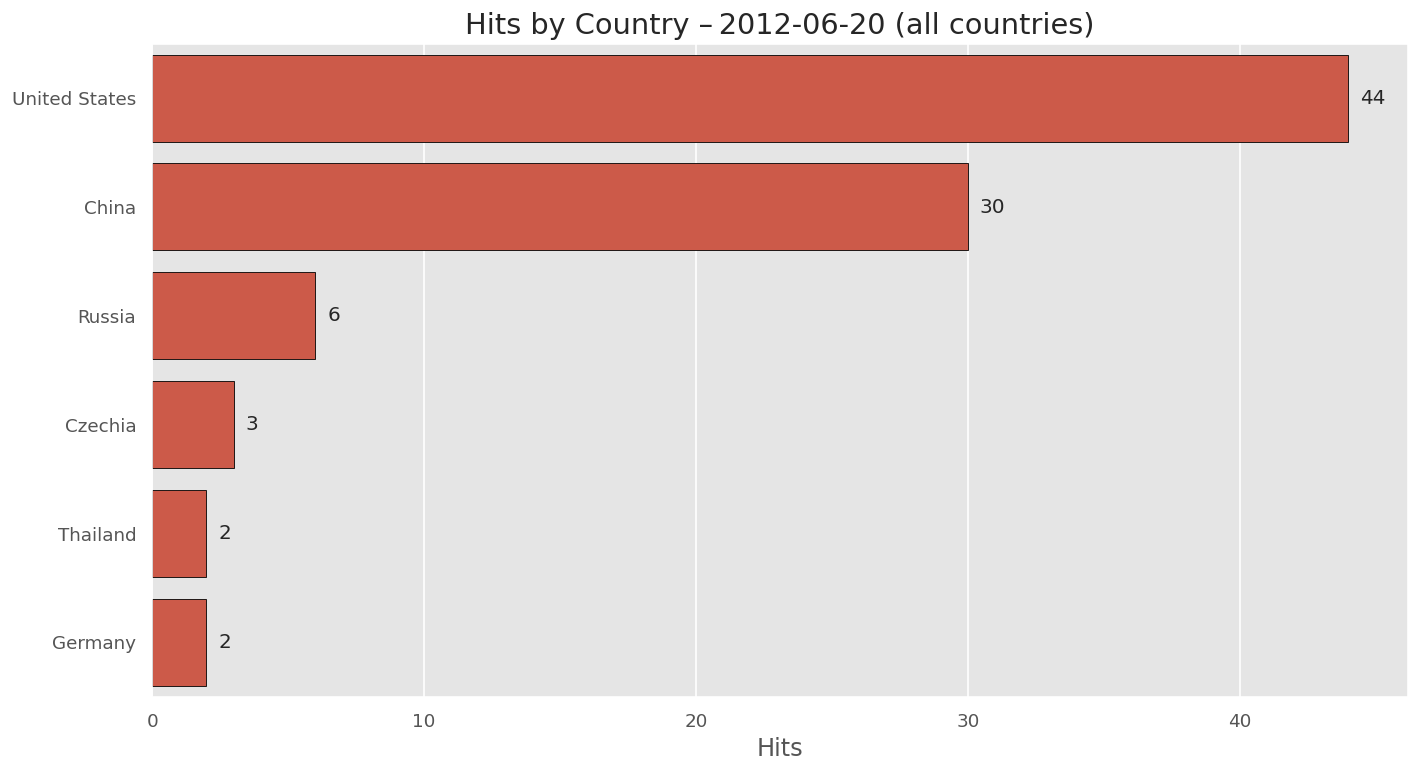 Hits by Country – 2012-06-20 (all countries)
United States
44
China
30
Russia
6
Czechia
3
Thailand
2
Germany
2
0 10 20 30 40
Hits